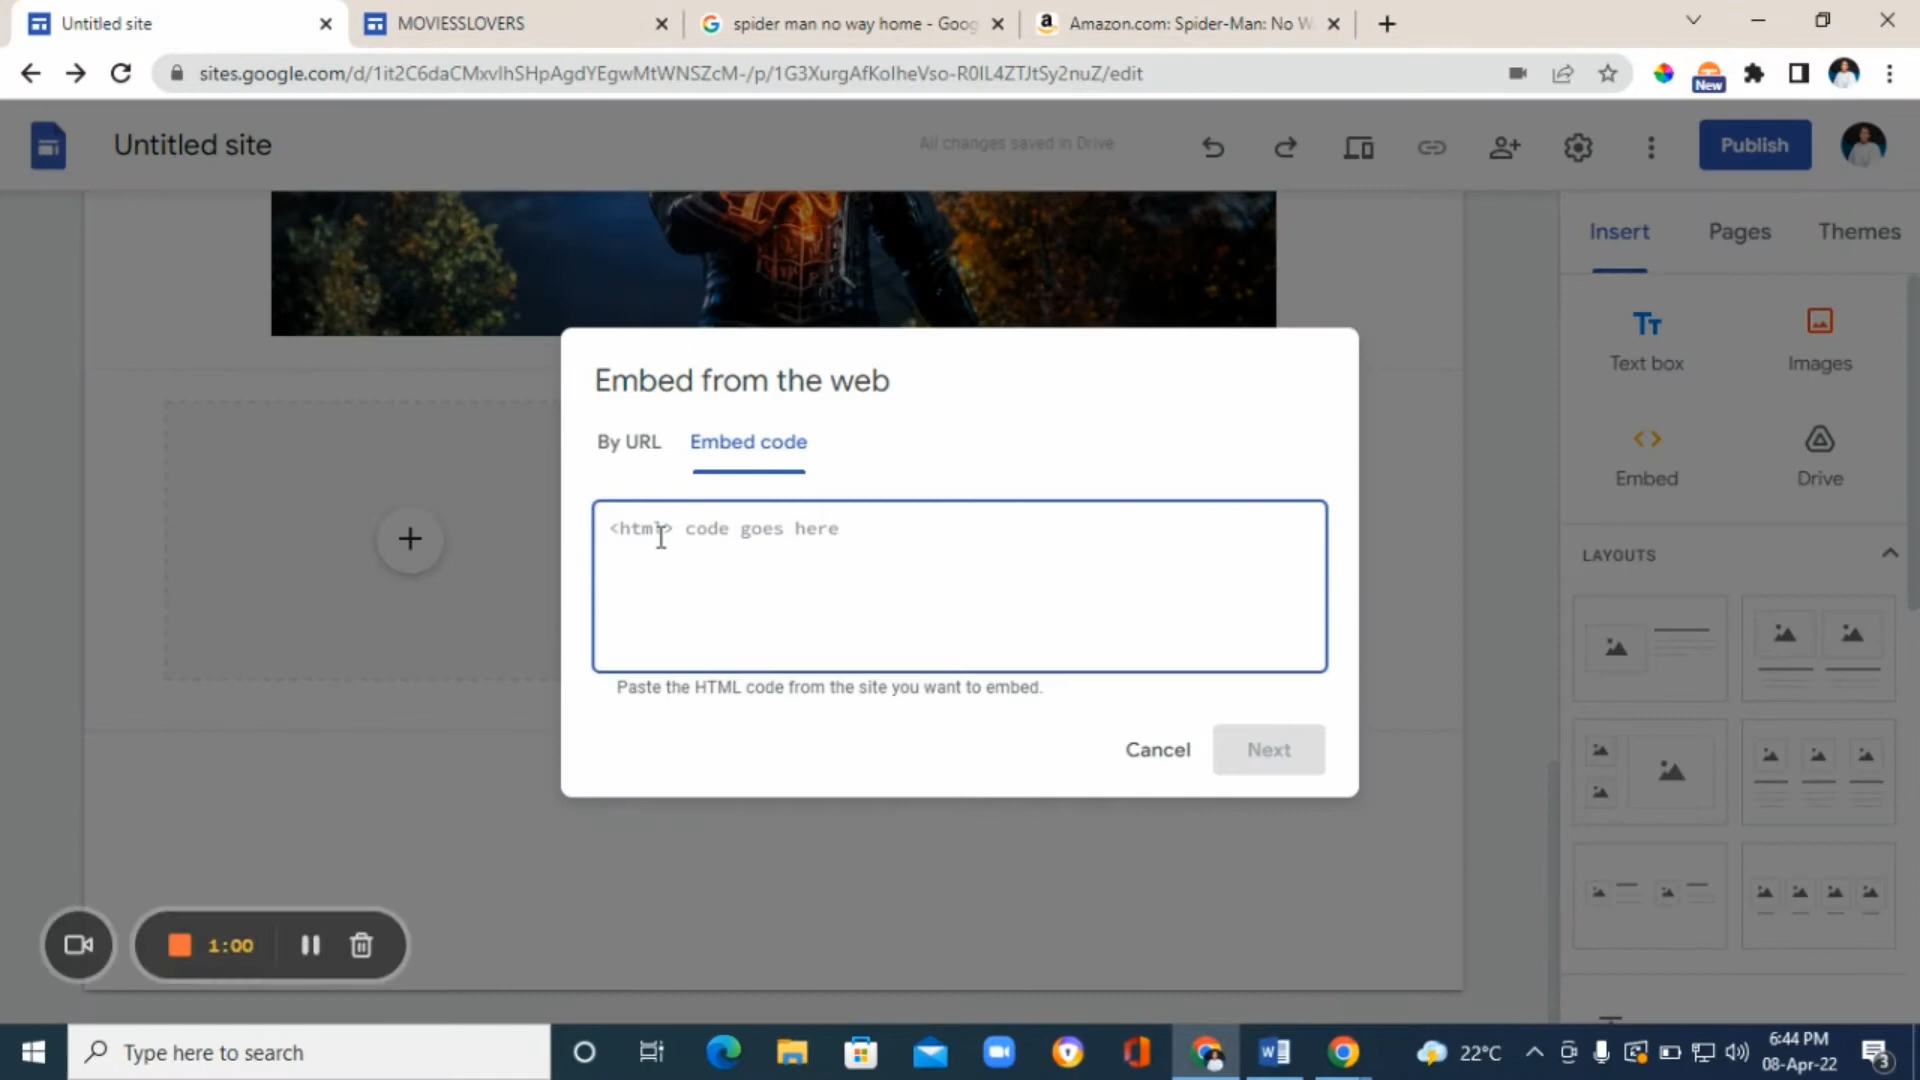 Untitled site
MOVIESSLOVERS
spider man no way home - Goog
Amazon.com: Spider-Man: No W
sites.google.com/d/1it2C6daCMxvlhSHpAgdYEgwMtWNSZcM-/p/1G3XurgAfKoIheVso-R0IL4ZTJtSy2nuZ/edit
New
Untitled site
All changes saved in Drive
Publish
Insert
Pages
Themes
Text box
Images
Embed
Drive
LAYOUTS
Embed from the web
By URL
Embed code
<html> code goes here
Paste the HTML code from the site you want to embed.
Cancel
Next
1:00
Type here to search
22°C
6:44 PM
08-Apr-22
3